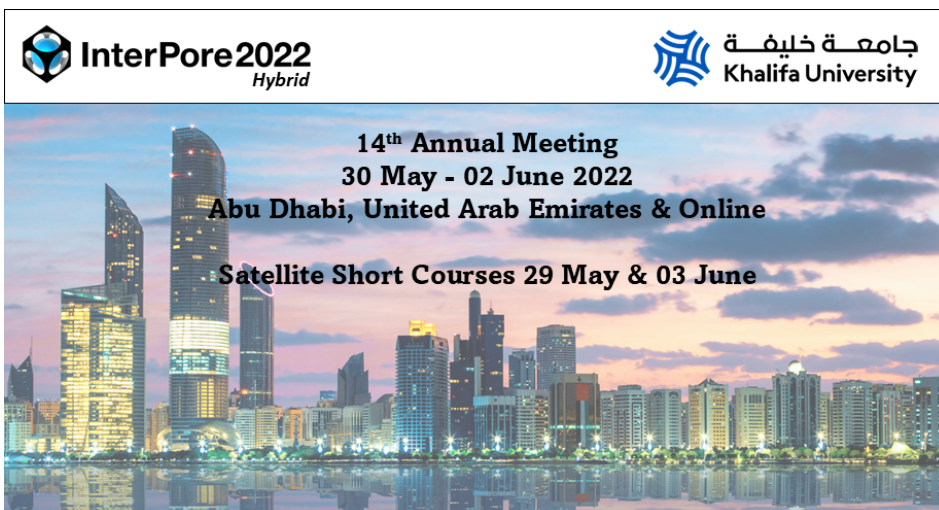 InterPore2022
Hybrid
جامعة خليفة
Khalifa University
14th Annual Meeting
30 May - 02 June 2022
Abu Dhabi, United Arab Emirates & Online
Satellite Short Courses 29 May & 03 June